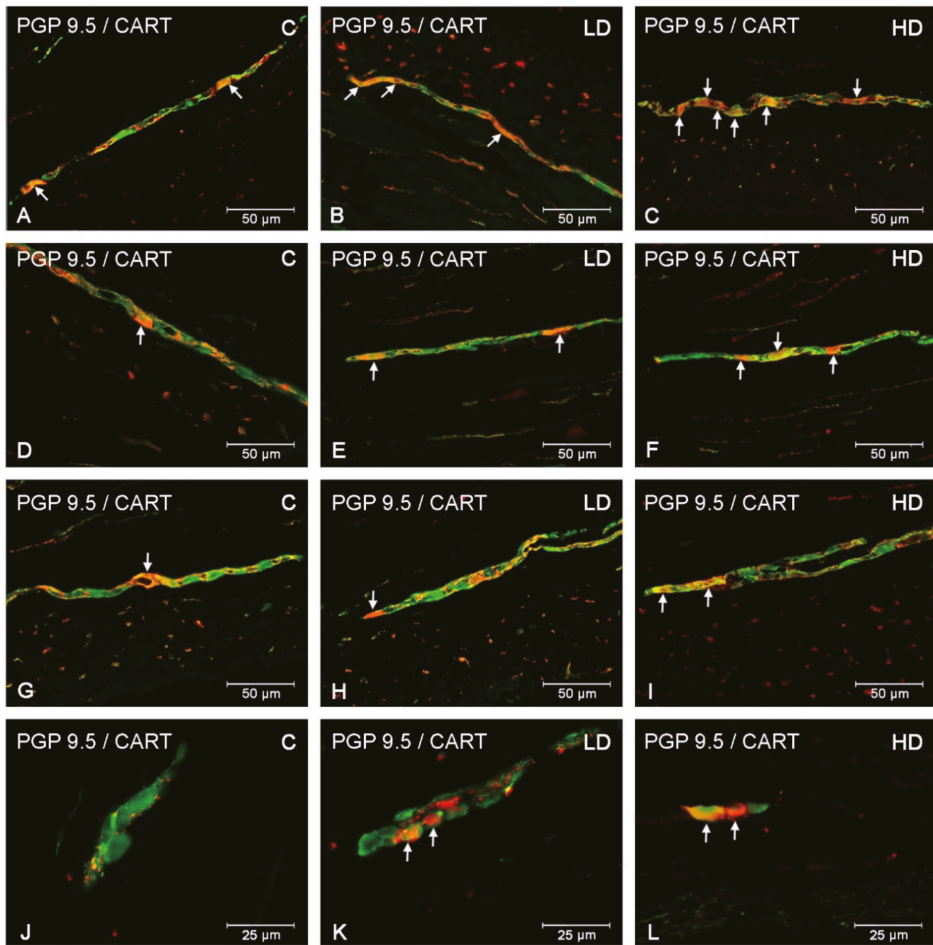 PGP 9.5 / CART C
A
50 µm
PGP 9.5 / CART LD
B
50 µm
PGP 9.5 / CART HD
C
50 µm
PGP 9.5 / CART C
D
50 µm
PGP 9.5 / CART LD
E
50 µm
PGP 9.5 / CART HD
F
50 µm
PGP 9.5 / CART C
G
50 µm
PGP 9.5 / CART LD
H
50 µm
PGP 9.5 / CART HD
I
50 µm
PGP 9.5 / CART C
J
25 µm
PGP 9.5 / CART LD
K
25 µm
PGP 9.5 / CART HD
L
25 µm